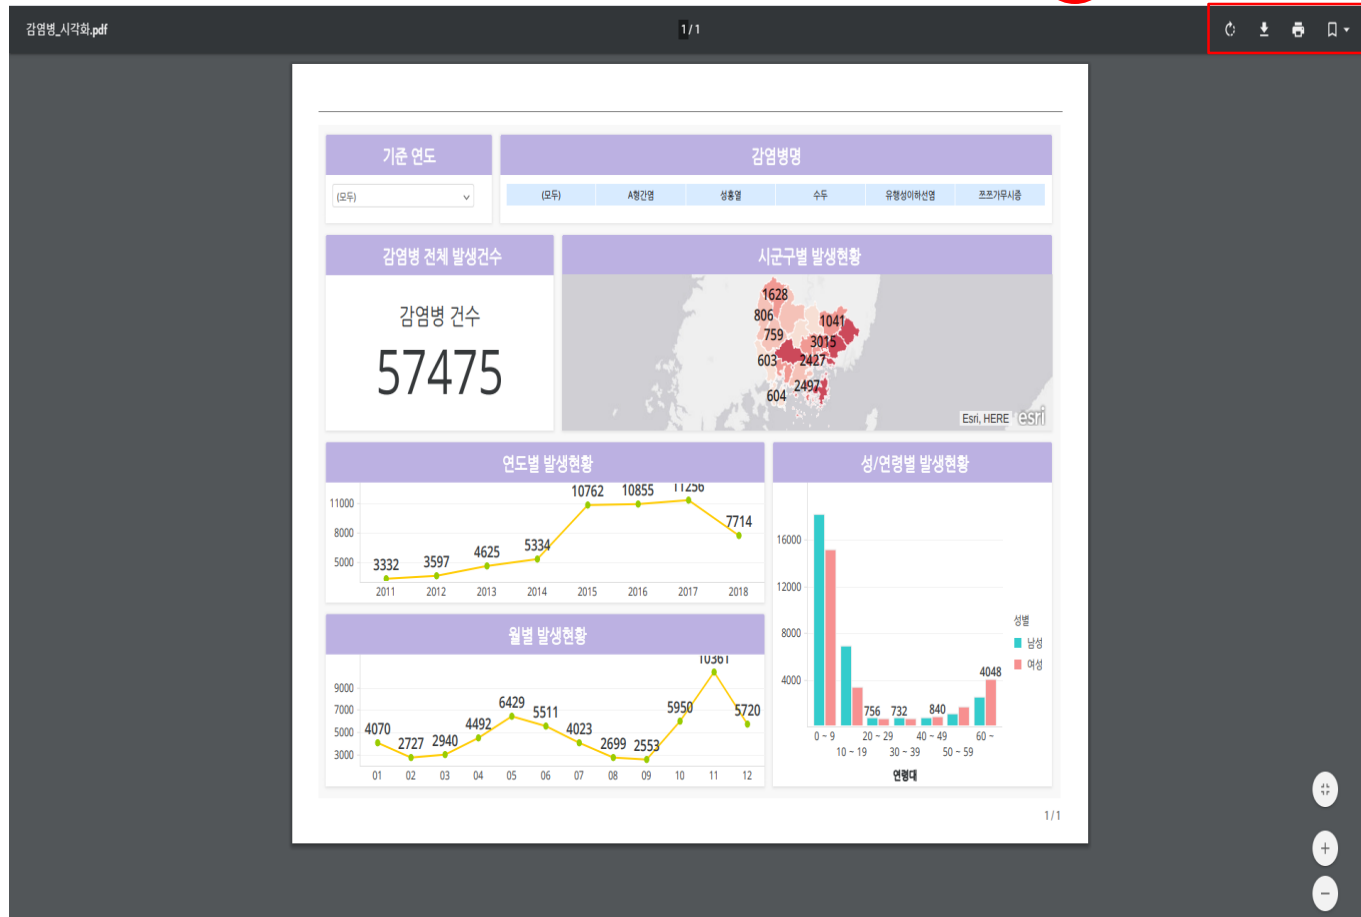 감염병_시각화.pdf
1 / 1
기준 연도
감염병명
(모두)
(모두) A형간염 성홍열 수두 유행성이하선염 쯔쯔가무시증
감염병 전체 발생건수
시군구별 발생현황
감염병 건수
57475
1628
806
1041
759
3015
603
2427
2497
604
Esri, HERE esri
연도별 발생현황
성/연령별 발생현황
11000
8000
5000
3332
3597
4625
5334
10762
10855
11256
7714
2011 2012 2013 2014 2015 2016 2017 2018
월별 발생현황
9000
7000
5000
3000
4070
2727
2940
4492
6429
5511
4023
2699
2553
5950
10361
5720
01 02 03 04 05 06 07 08 09 10 11 12
16000
12000
8000
4000
756
732
840
4048
0 ~ 9 20 ~ 29 40 ~ 49 60 ~
10 ~ 19 30 ~ 39 50 ~ 59
연령대
성별
남성
여성
1 / 1